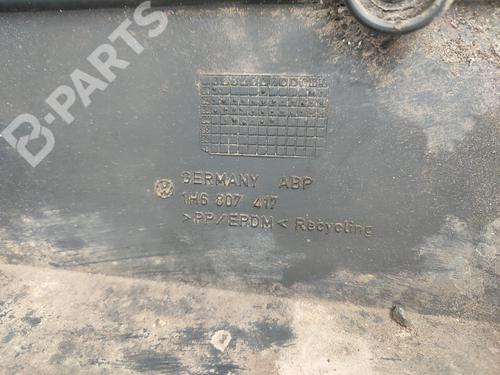 B-PARTS
GERMANY ABP
1H6 807 417
>PP/EPDM< Recycling